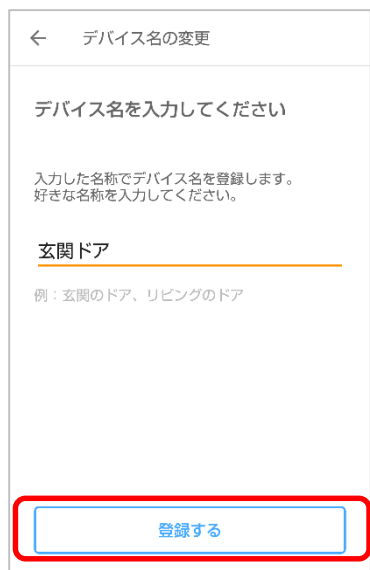 ← デバイス名の変更
デバイス名を入力してください
入力した名称でデバイス名を登録します。
好きな名称を入力してください。
玄関ドア
例：玄関のドア、リビングのドア
登録する